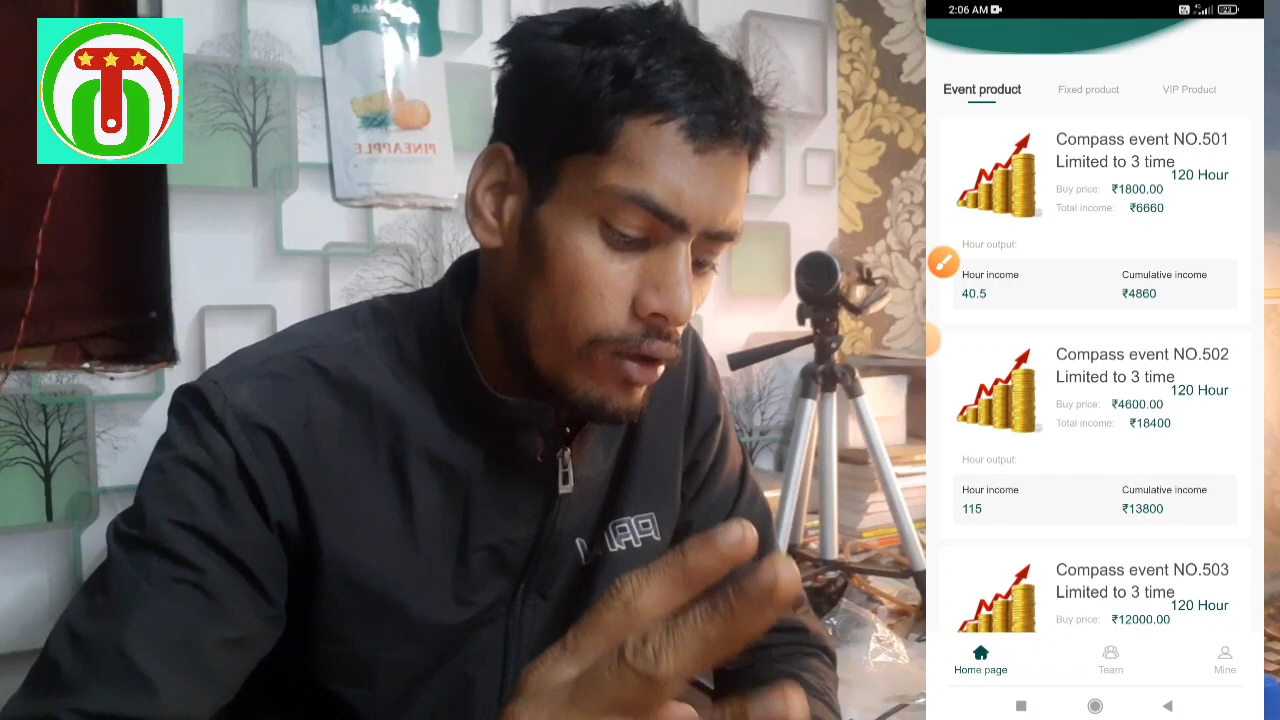 2:06 AM
23
Event product
Fixed product
VIP Product
Compass event NO.501
Limited to 3 time
120 Hour
Buy price: ₹1800.00
Total income: ₹6660
Hour output:
Hour income
Cumulative income
40.5
₹4860
Compass event NO.502
Limited to 3 time
120 Hour
Buy price: ₹4600.00
Total income: ₹18400
Hour output:
Hour income
Cumulative income
115
₹13800
Compass event NO.503
Limited to 3 time
120 Hour
Buy price: ₹12000.00
Home page
Team
Mine
PINEAPPLE